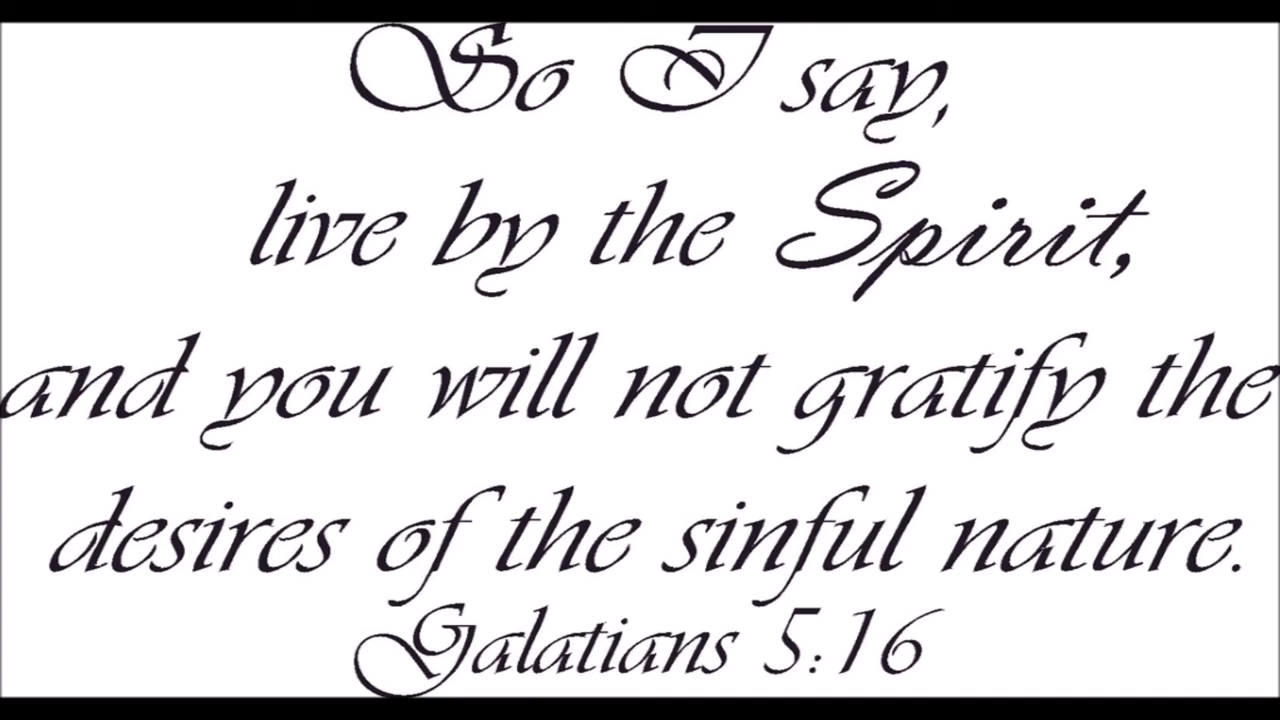 So I say,
live by the Spirit,
and you will not gratify the
desires of the sinful nature.
Galatians 5:16